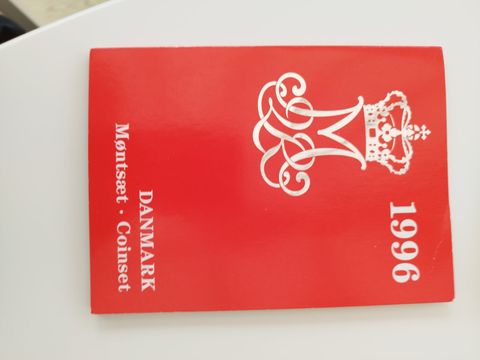 1996
DANMARK
Møntsæt · Coinset